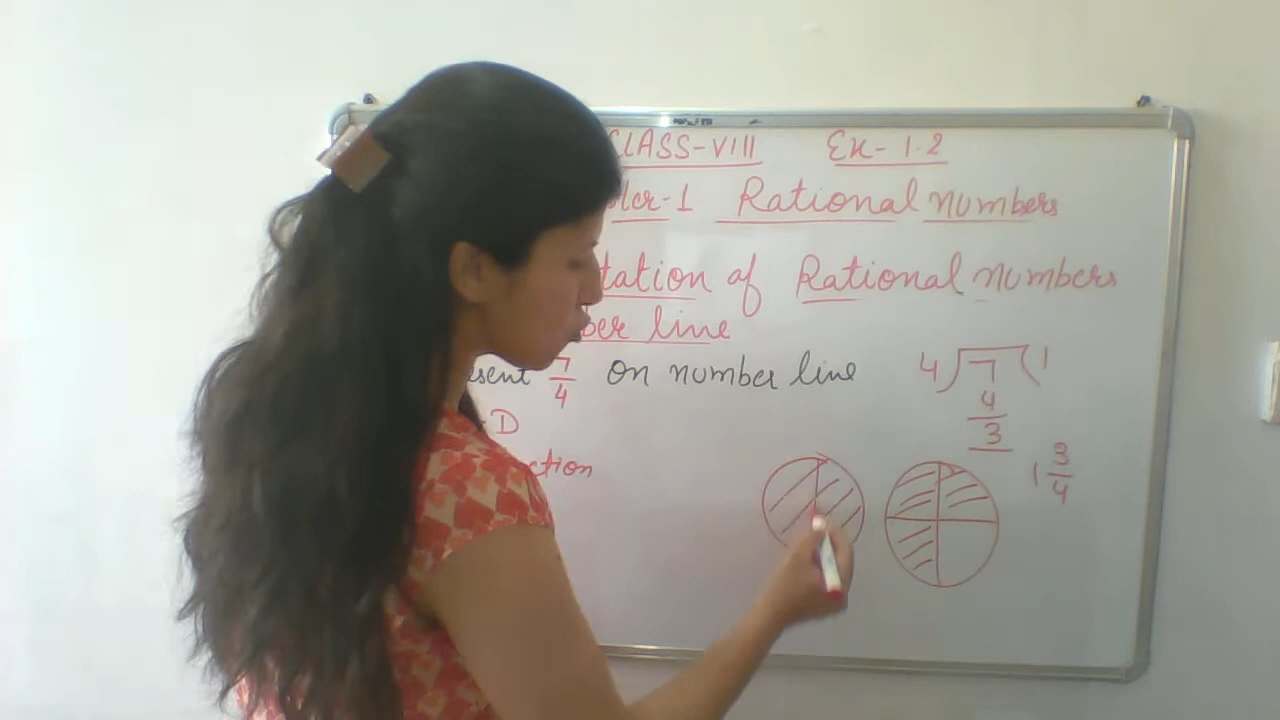 CLASS-VIII Ex-1.2
-1 Rational numbers
tation of Rational Numbers
ber line
sent 7/4 on number line
4 7 1
D
4
3
ction
1 3/4